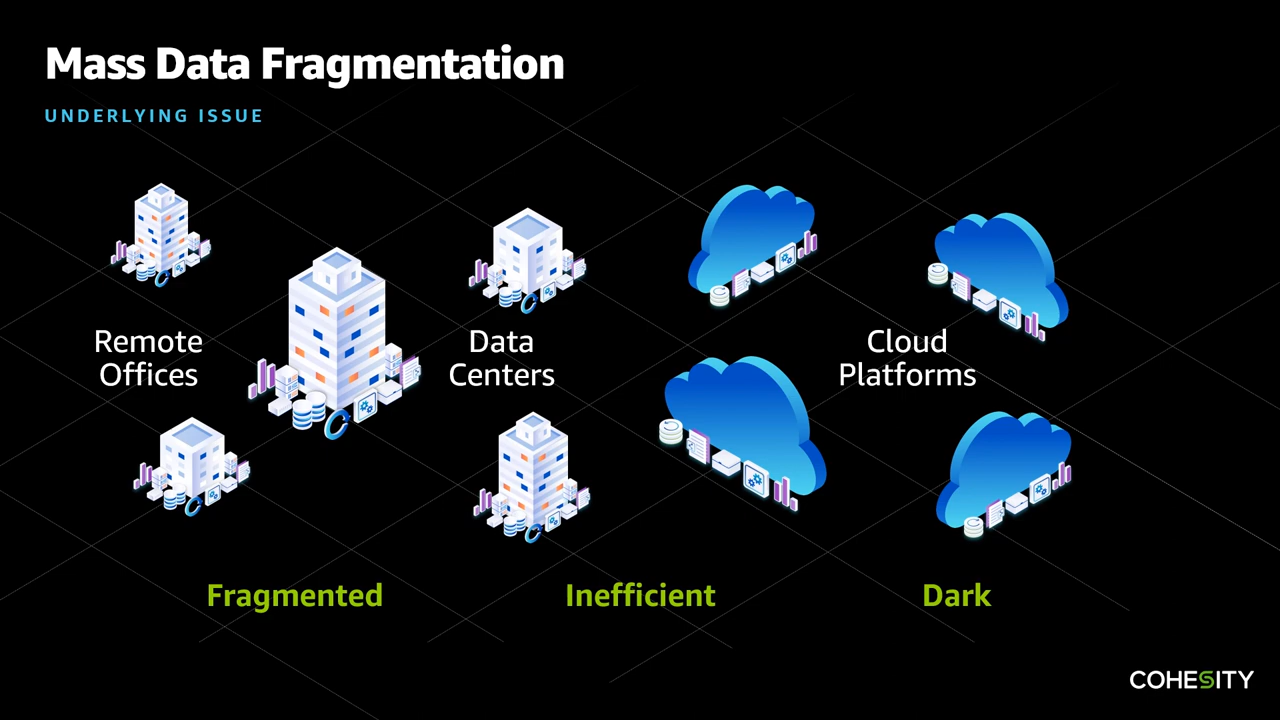 Mass Data Fragmentation
UNDERLYING ISSUE
Remote
Offices
Data
Centers
Cloud
Platforms
Fragmented
Inefficient
Dark
COHESITY